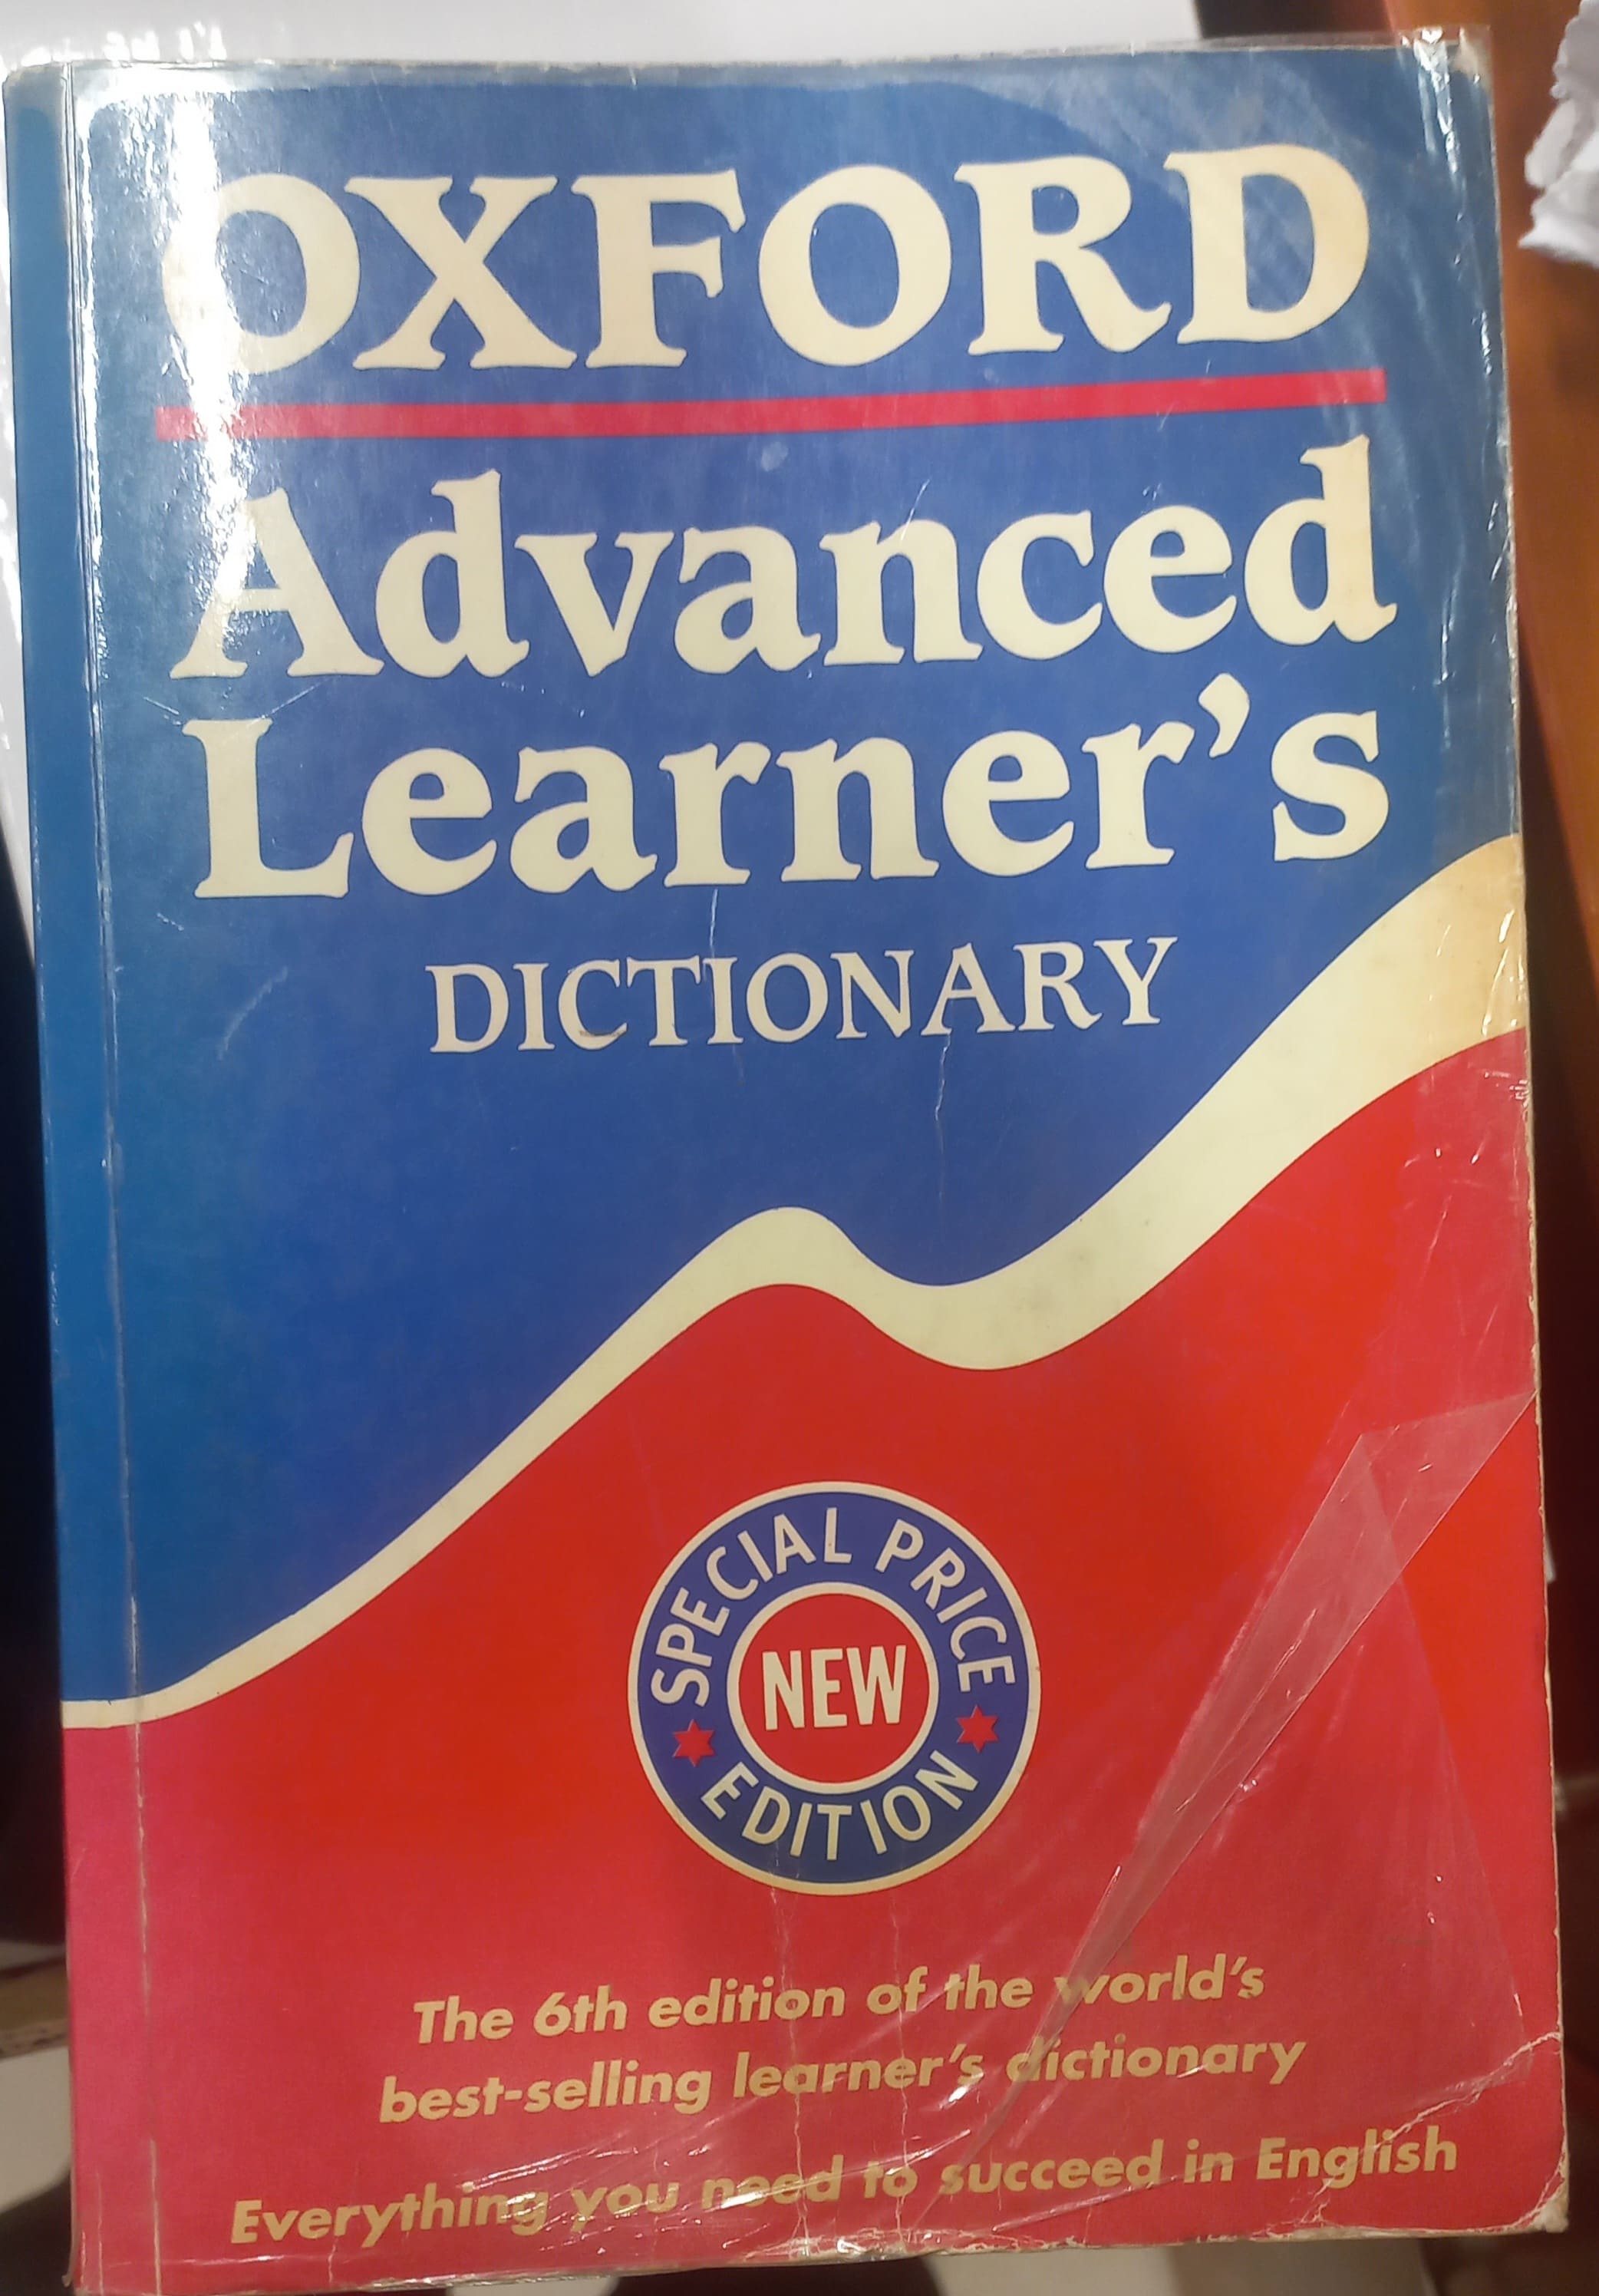 OXFORD
Advanced
Learner's
DICTIONARY
SPECIAL PRICE
NEW
EDITION
The 6th edition of the world's
best-selling learner's dictionary
Everything you need to succeed in English